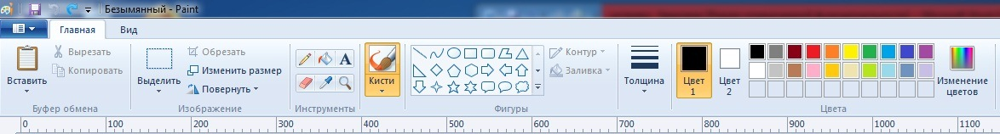 Безымянный - Paint
Главная Вид
Вырезать
Копировать
Вставить
Буфер обмена
Обрезать
Изменить размер
Повернуть
Выделить
Изображение
A
Инструменты
Кисти
Контур
Заливка
Фигуры
Толщина
Цвет
1
Цвет
2
Изменение
цветов
Цвета
0 100 200 300 400 500 600 700 800 900 1000 1100